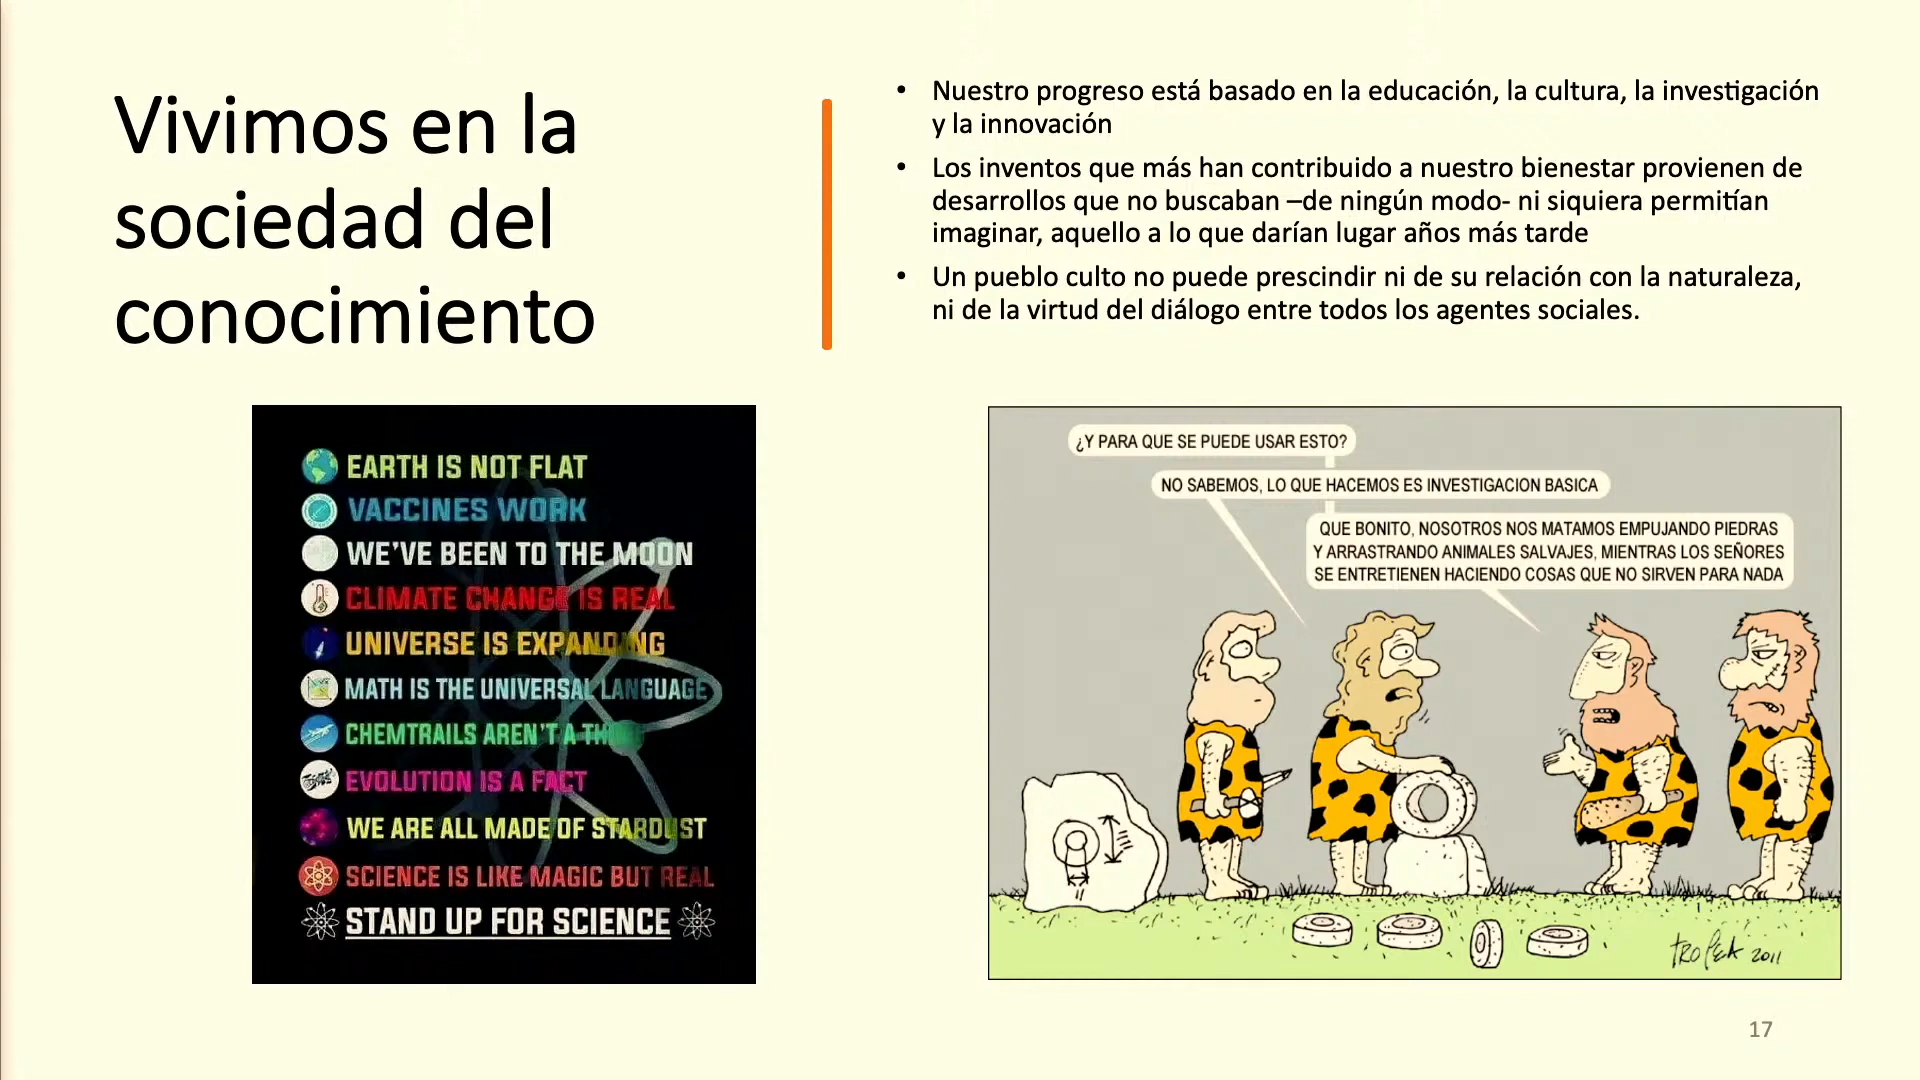 Vivimos en la
sociedad del
conocimiento
• Nuestro progreso está basado en la educación, la cultura, la investigación
y la innovación
• Los inventos que más han contribuido a nuestro bienestar provienen de
desarrollos que no buscaban –de ningún modo- ni siquiera permitían
imaginar, aquello a lo que darían lugar años más tarde
• Un pueblo culto no puede prescindir ni de su relación con la naturaleza,
ni de la virtud del diálogo entre todos los agentes sociales.
EARTH IS NOT FLAT
VACCINES WORK
WE'VE BEEN TO THE MOON
CLIMATE CHANGE IS REAL
UNIVERSE IS EXPANDING
MATH IS THE UNIVERSAL LANGUAGE
CHEMTRAILS AREN'T A THING
EVOLUTION IS A FACT
WE ARE ALL MADE OF STARDUST
SCIENCE IS LIKE MAGIC BUT REAL
STAND UP FOR SCIENCE
¿Y PARA QUE SE PUEDE USAR ESTO?
NO SABEMOS, LO QUE HACEMOS ES INVESTIGACION BASICA
QUE BONITO, NOSOTROS NOS MATAMOS EMPUJANDO PIEDRAS
Y ARRASTRANDO ANIMALES SALVAJES, MIENTRAS LOS SEÑORES
SE ENTRETIENEN HACIENDO COSAS QUE NO SIRVEN PARA NADA
TROPEA 2011
17